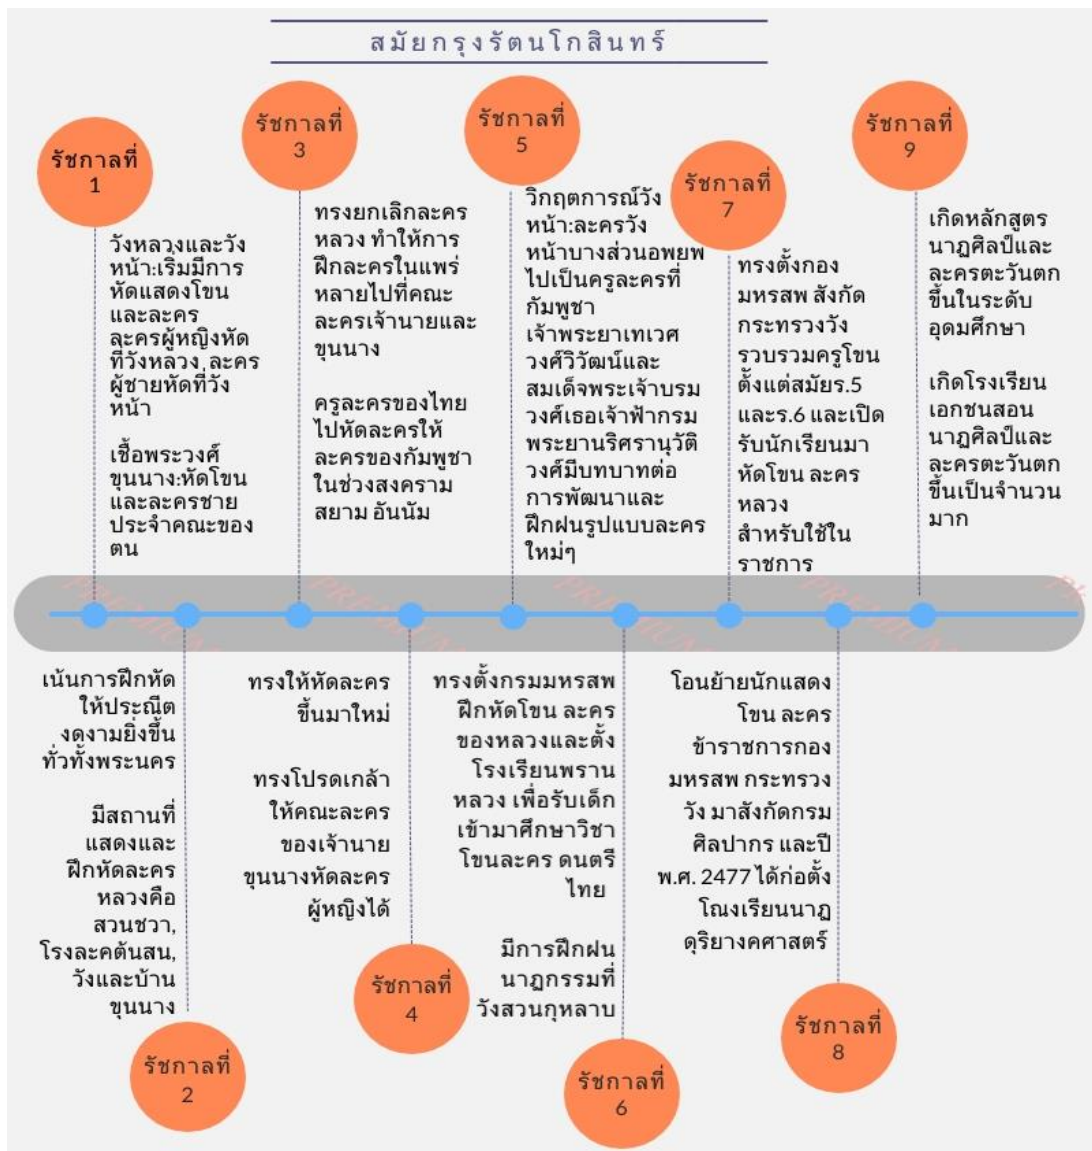 สมัยกรุงรัตนโกสินทร์
รัชกาลที่
1
วังหลวงและวัง
หน้า:เริ่มมีการ
หัดแสดงโขน
และละคร
ละครผู้หญิงหัด
ที่วังหลวง ละคร
ผู้ชายหัดที่วัง
หน้า
เชื้อพระวงศ์
ขุนนาง:หัดโขน
และละครชาย
ประจำคณะของ
ตน
รัชกาลที่
3
ทรงยกเลิกละคร
หลวง ทำให้การ
ฝึกละครในแพร่
หลายไปที่คณะ
ละครเจ้านายและ
ขุนนาง
ครูละครของไทย
ไปหัดละครให้
ละครของกัมพูชา
ในช่วงสงคราม
สยาม อันนัม
รัชกาลที่
5
วิกฤตการณ์วัง
หน้า:ละครวัง
หน้าบางส่วนอพยพ
ไปเป็นครูละครที่
กัมพูชา
เจ้าพระยาเทเวศ
วงศ์วิวัฒน์และ
สมเด็จพระเจ้าบรม
วงศ์เธอเจ้าฟ้ากรม
พระยานริศรานุวัติ
วงศ์มีบทบาทต่อ
การพัฒนาและ
ฝึกฝนรูปแบบละคร
ใหม่ๆ
รัชกาลที่
7
ทรงตั้งกอง
มหรสพ สังกัด
กระทรวงวัง
รวบรวมครูโขน
ตั้งแต่สมัยร.5
และร.6 และเปิด
รับนักเรียนมา
หัดโขน ละคร
หลวง
สำหรับใช้ใน
ราชการ
รัชกาลที่
9
เกิดหลักสูตร
นาฏศิลป์และ
ละครตะวันตก
ขึ้นในระดับ
อุดมศึกษา
เกิดโรงเรียน
เอกชนสอน
นาฏศิลป์และ
ละครตะวันตก
ขึ้นเป็นจำนวน
มาก
PREMIUM PREMIUM PREMIUM PREMIUM
เน้นการฝึกหัด
ให้ประณีต
งดงามยิ่งขึ้น
ทั่วทั้งพระนคร
มีสถานที่
แสดงและ
ฝึกหัดละคร
หลวงคือ
สวนชวา,
โรงละคตันสน,
วังและบ้าน
ขุนนาง
รัชกาลที่
2
ทรงให้หัดละคร
ขึ้นมาใหม่
ทรงโปรดเกล้า
ให้คณะละคร
ของเจ้านาย
ขุนนางหัดละคร
ผู้หญิงได้
รัชกาลที่
4
ทรงตั้งกรมมหรสพ
ฝึกหัดโขน ละคร
ของหลวงและตั้ง
โรงเรียนพราน
หลวง เพื่อรับเด็ก
เข้ามาศึกษาวิชา
โขนละคร ดนตรี
ไทย
มีการฝึกฝน
นาฏกรรมที่
วังสวนกุหลาบ
รัชกาลที่
6
โอนย้ายนักแสดง
โขน ละคร
ข้าราชการกอง
มหรสพ กระทรวง
วัง มาสังกัดกรม
ศิลปากร และปี
พ.ศ. 2477 ได้ก่อตั้ง
โณงเรียนนาฏ
ดุริยางคศาสตร์
รัชกาลที่
8